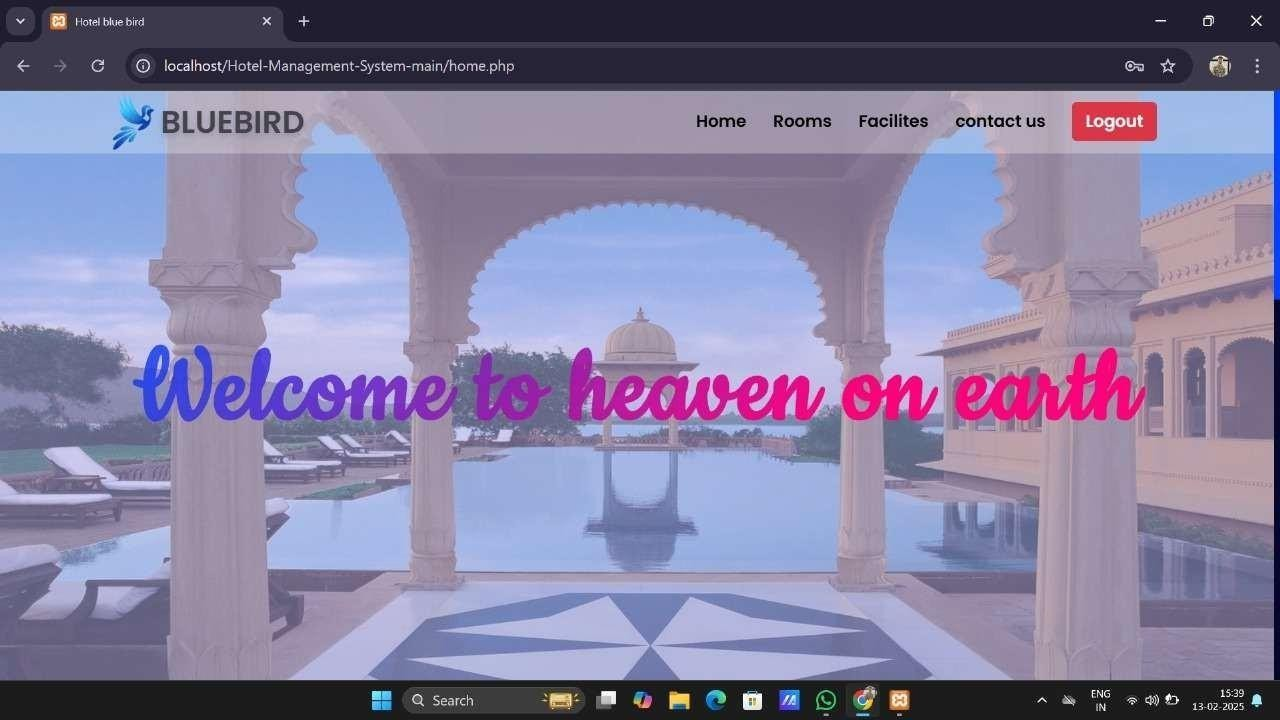 Hotel blue bird
localhost/Hotel-Management-System-main/home.php
BLUEBIRD
Home Rooms Facilites contact us Logout
Welcome to heaven on earth
Search
ENG
IN
15:39
13-02-2025